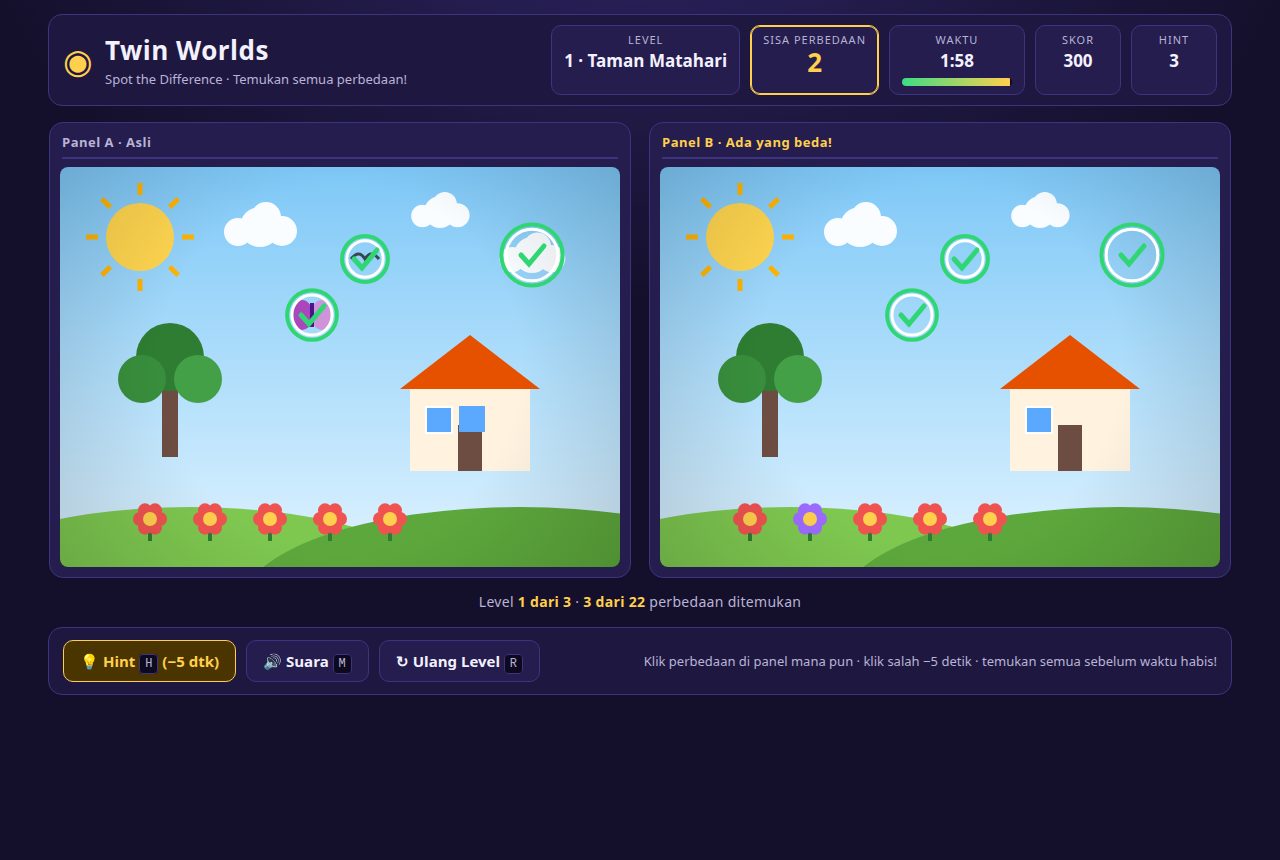 Twin Worlds
Spot the Difference · Temukan semua perbedaan!
LEVEL
1 · Taman Matahari
SISA PERBEDAAN
2
WAKTU
1:58
SKOR
300
HINT
3
Panel A · Asli
Panel B · Ada yang beda!
Level 1 dari 3 · 3 dari 22 perbedaan ditemukan
💡 Hint H (−5 dtk)
🔊 Suara M
↻ Ulang Level R
Klik perbedaan di panel mana pun · klik salah −5 detik · temukan semua sebelum waktu habis!